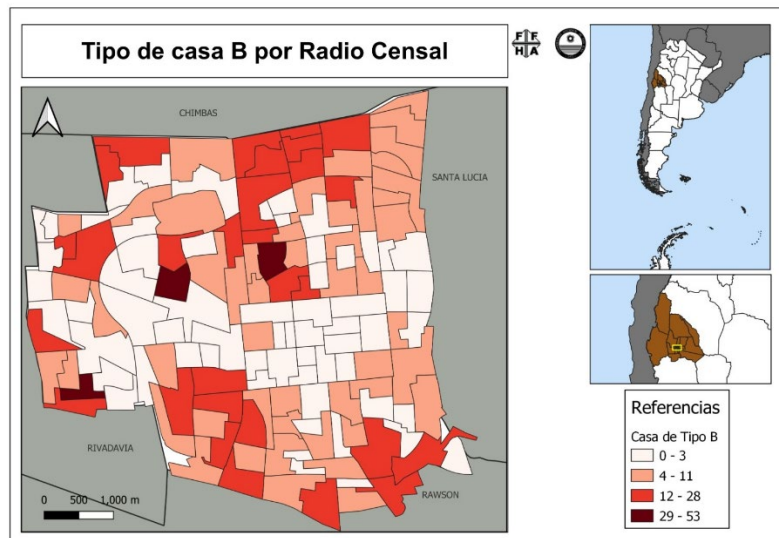 Tipo de casa B por Radio Censal
F F
H A
CHIMBAS
SANTA LUCIA
RIVADAVIA
RAWSON
0 500 1,000 m
Referencias
Casa de Tipo B
0 - 3
4 - 11
12 - 28
29 - 53